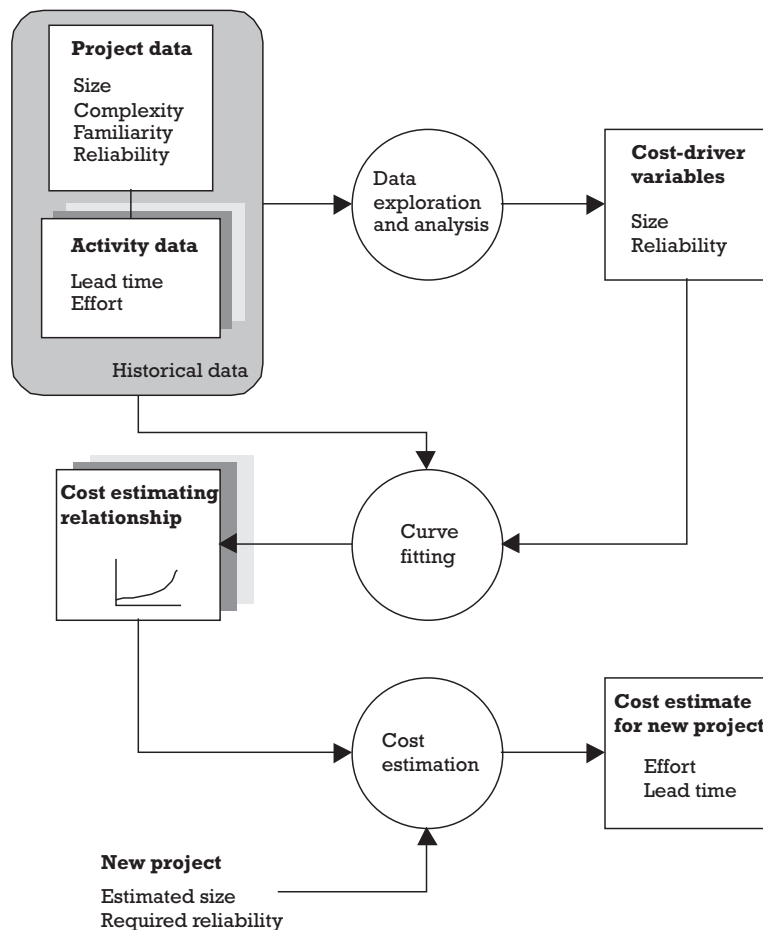 Project data
Size
Complexity
Familiarity
Reliability
Activity data
Lead time
Effort
Historical data
Data
exploration
and analysis
Cost-driver
variables
Size
Reliability
Cost estimating
relationship
Curve
fitting
Cost
estimation
Cost estimate
for new project
Effort
Lead time
New project
Estimated size
Required reliability